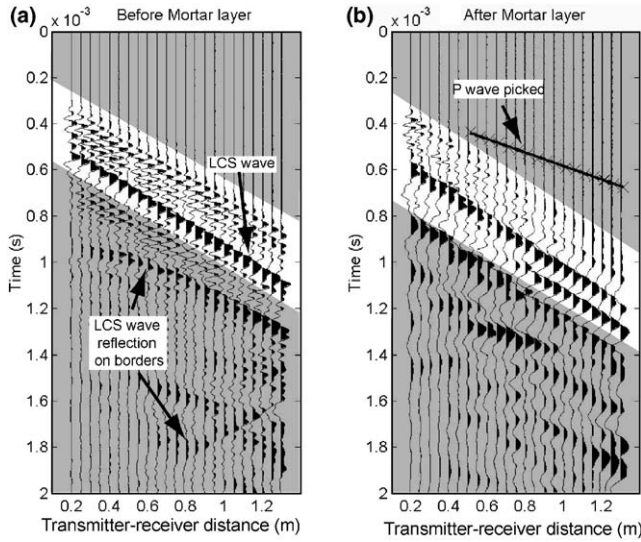 (a)
Before Mortar layer
x 10⁻³
0
0.2
0.4
0.6
0.8
1
1.2
1.4
1.6
1.8
2
Time (s)
LCS wave
LCS wave
reflection
on borders
0.2 0.4 0.6 0.8 1 1.2
Transmitter-receiver distance (m)
(b)
After Mortar layer
x 10⁻³
0
0.2
0.4
0.6
0.8
1
1.2
1.4
1.6
1.8
2
Time (s)
P wave picked
0.2 0.4 0.6 0.8 1 1.2
Transmitter-receiver distance (m)